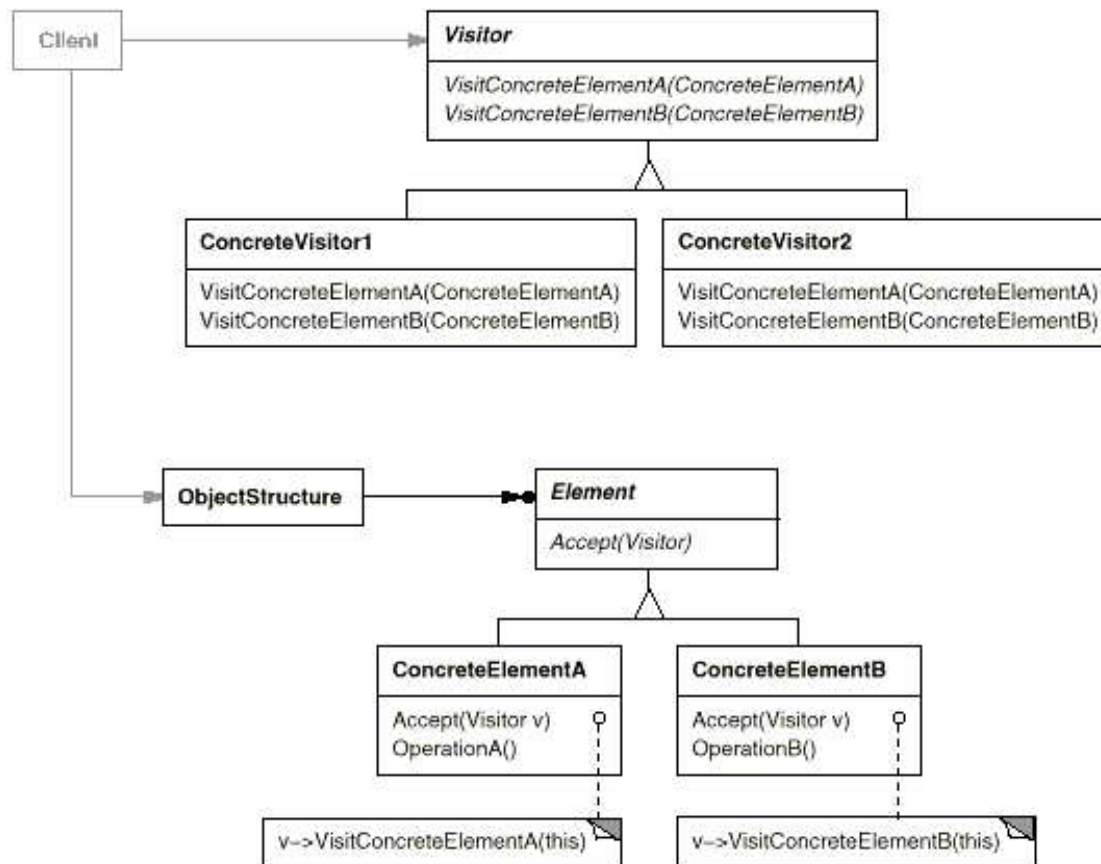 Client
Visitor
VisitConcreteElementA(ConcreteElementA)
VisitConcreteElementB(ConcreteElementB)
ConcreteVisitor1
VisitConcreteElementA(ConcreteElementA)
VisitConcreteElementB(ConcreteElementB)
ConcreteVisitor2
VisitConcreteElementA(ConcreteElementA)
VisitConcreteElementB(ConcreteElementB)
ObjectStructure
Element
Accept(Visitor)
ConcreteElementA
Accept(Visitor v)
OperationA()
ConcreteElementB
Accept(Visitor v)
OperationB()
v->VisitConcreteElementA(this)
v->VisitConcreteElementB(this)